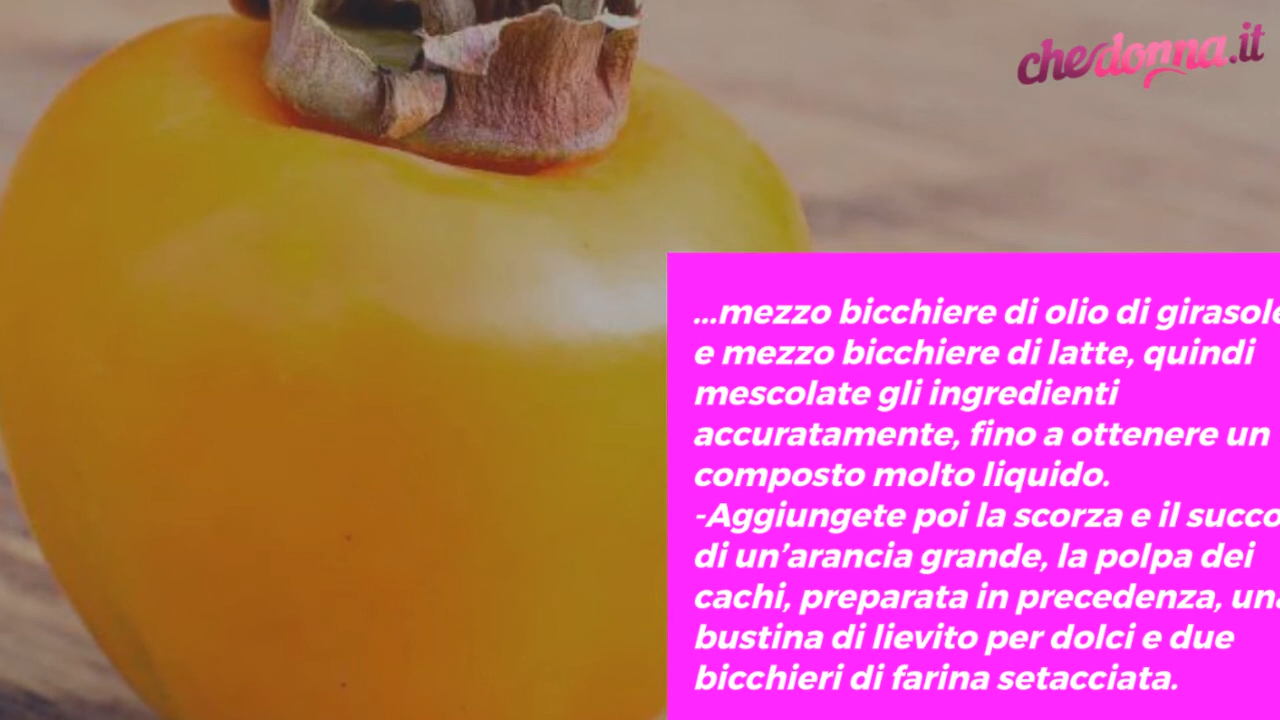 chedonna.it
...mezzo bicchiere di olio di girasole
e mezzo bicchiere di latte, quindi
mescolate gli ingredienti
accuratamente, fino a ottenere un
composto molto liquido.
-Aggiungete poi la scorza e il succo
di un'arancia grande, la polpa dei
cachi, preparata in precedenza, una
bustina di lievito per dolci e due
bicchieri di farina setacciata.